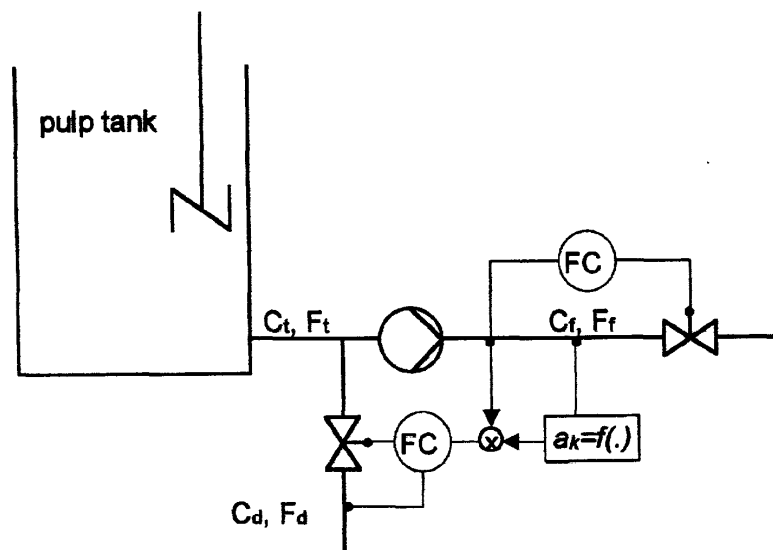 pulp tank
FC
Ct, Ft
Cf, Ff
FC
x
ak=f(.)
Cd, Fd